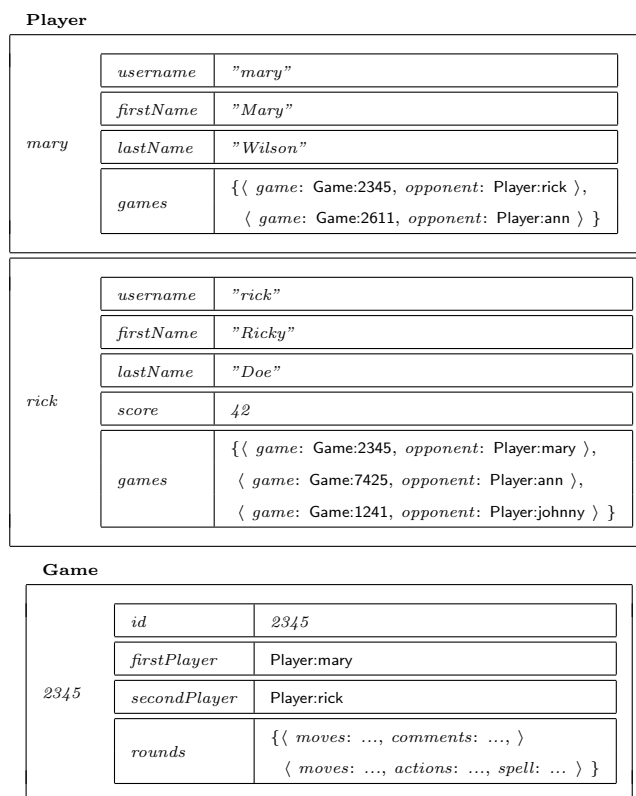 Player
mary
username "mary"
firstName "Mary"
lastName "Wilson"
games {⟨ game: Game:2345, opponent: Player:rick ⟩,
⟨ game: Game:2611, opponent: Player:ann ⟩ }
rick
username "rick"
firstName "Ricky"
lastName "Doe"
score 42
games {⟨ game: Game:2345, opponent: Player:mary ⟩,
⟨ game: Game:7425, opponent: Player:ann ⟩,
⟨ game: Game:1241, opponent: Player:johnny ⟩ }
Game
2345
id 2345
firstPlayer Player:mary
secondPlayer Player:rick
rounds {⟨ moves: ..., comments: ..., ⟩
⟨ moves: ..., actions: ..., spell: ... ⟩ }